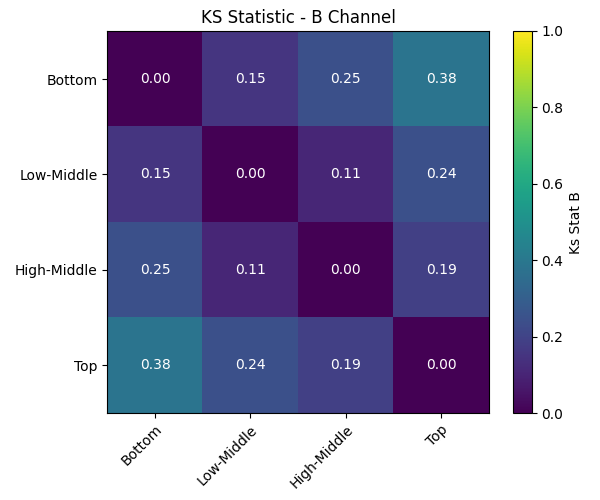 KS Statistic - B Channel
Bottom 0.00 0.15 0.25 0.38
Low-Middle 0.15 0.00 0.11 0.24
High-Middle 0.25 0.11 0.00 0.19
Top 0.38 0.24 0.19 0.00
Bottom Low-Middle High-Middle Top
1.0
0.8
0.6
0.4
0.2
0.0
Ks Stat B